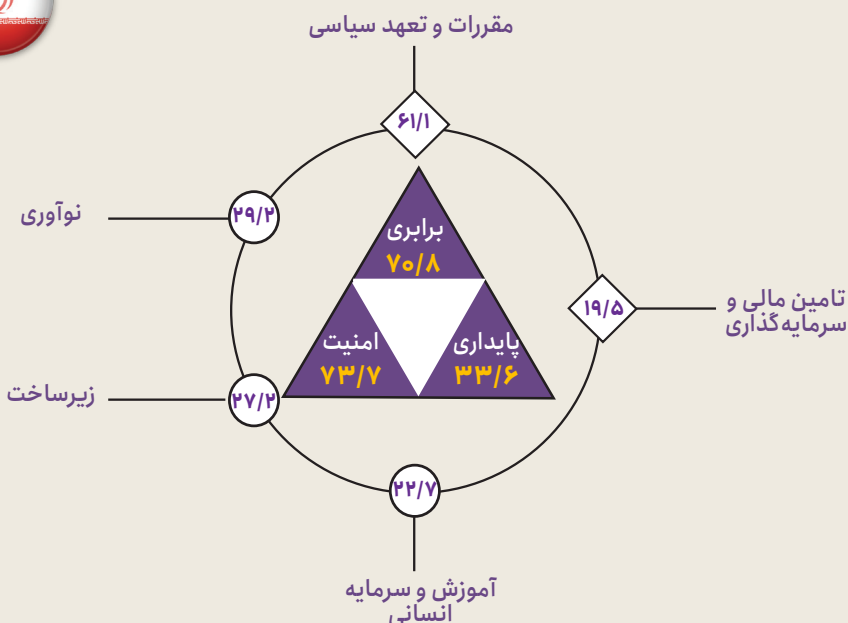 مقررات و تعهد سیاسی
۶۱/۱
نوآوری
۲۹/۲
برابری
۷۰/۸
تامین مالی و
سرمایه‌گذاری
۱۹/۵
امنیت
۷۳/۷
پایداری
۳۳/۶
زیرساخت
۲۷/۲
۲۲/۷
آموزش و سرمایه
انسانی